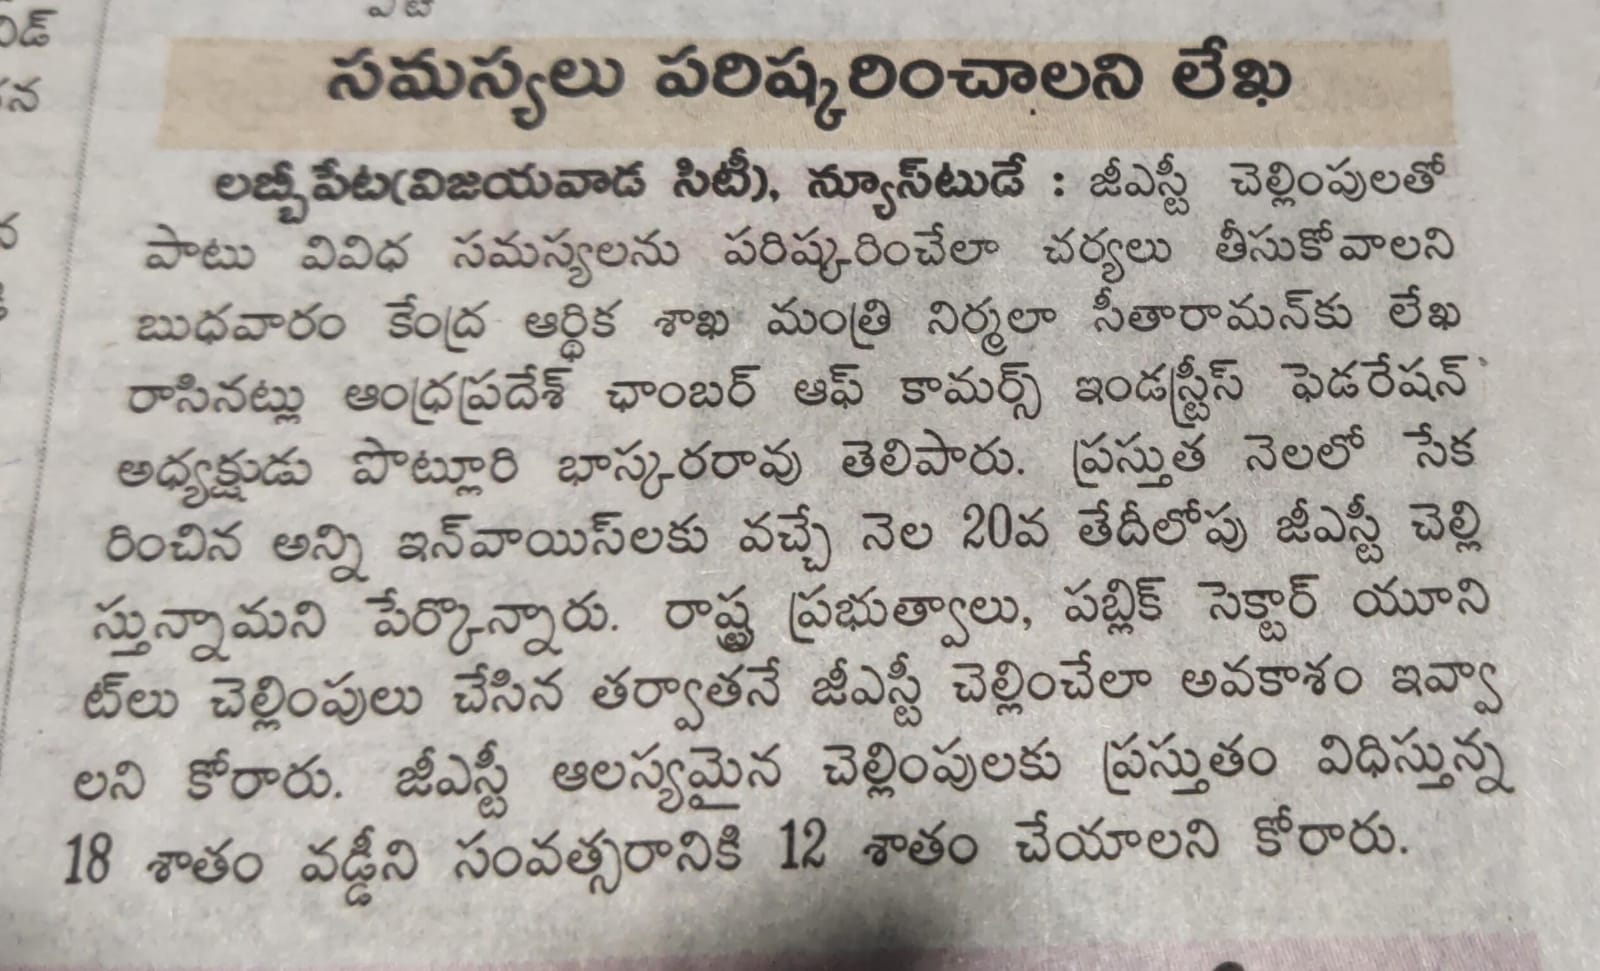 సమస్యలు పరిష్కరించాలని లేఖ
లబ్బీపేట(విజయవాడ సిటీ), న్యూస్‌టుడే : జీఎస్టీ చెల్లింపులతో
పాటు వివిధ సమస్యలను పరిష్కరించేలా చర్యలు తీసుకోవాలని
బుధవారం కేంద్ర ఆర్థిక శాఖ మంత్రి నిర్మలా సీతారామన్‌కు లేఖ
రాసినట్లు ఆంధ్రప్రదేశ్ ఛాంబర్ ఆఫ్ కామర్స్ ఇండస్ట్రీస్ ఫెడరేషన్
అధ్యక్షుడు పొట్లూరి భాస్కరరావు తెలిపారు. ప్రస్తుత నెలలో సేక
రించిన అన్ని ఇన్‌వాయిస్‌లకు వచ్చే నెల 20వ తేదీలోపు జీఎస్టీ చెల్లి
స్తున్నామని పేర్కొన్నారు. రాష్ట్ర ప్రభుత్వాలు, పబ్లిక్ సెక్టార్ యూని
ట్‌లు చెల్లింపులు చేసిన తర్వాతనే జీఎస్టీ చెల్లించేలా అవకాశం ఇవ్వా
లని కోరారు. జీఎస్టీ ఆలస్యమైన చెల్లింపులకు ప్రస్తుతం విధిస్తున్న
18 శాతం వడ్డీని సంవత్సరానికి 12 శాతం చేయాలని కోరారు.